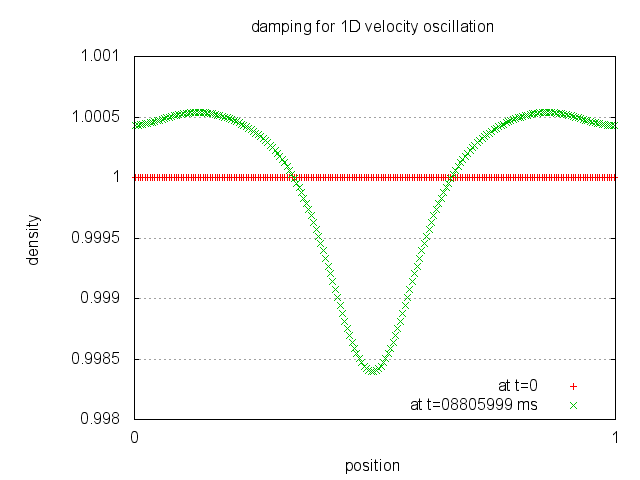 damping for 1D velocity oscillation
1.001
1.0005
1
0.9995
0.999
0.9985
0.998
density
at t=0
at t=08805999 ms
0
1
position